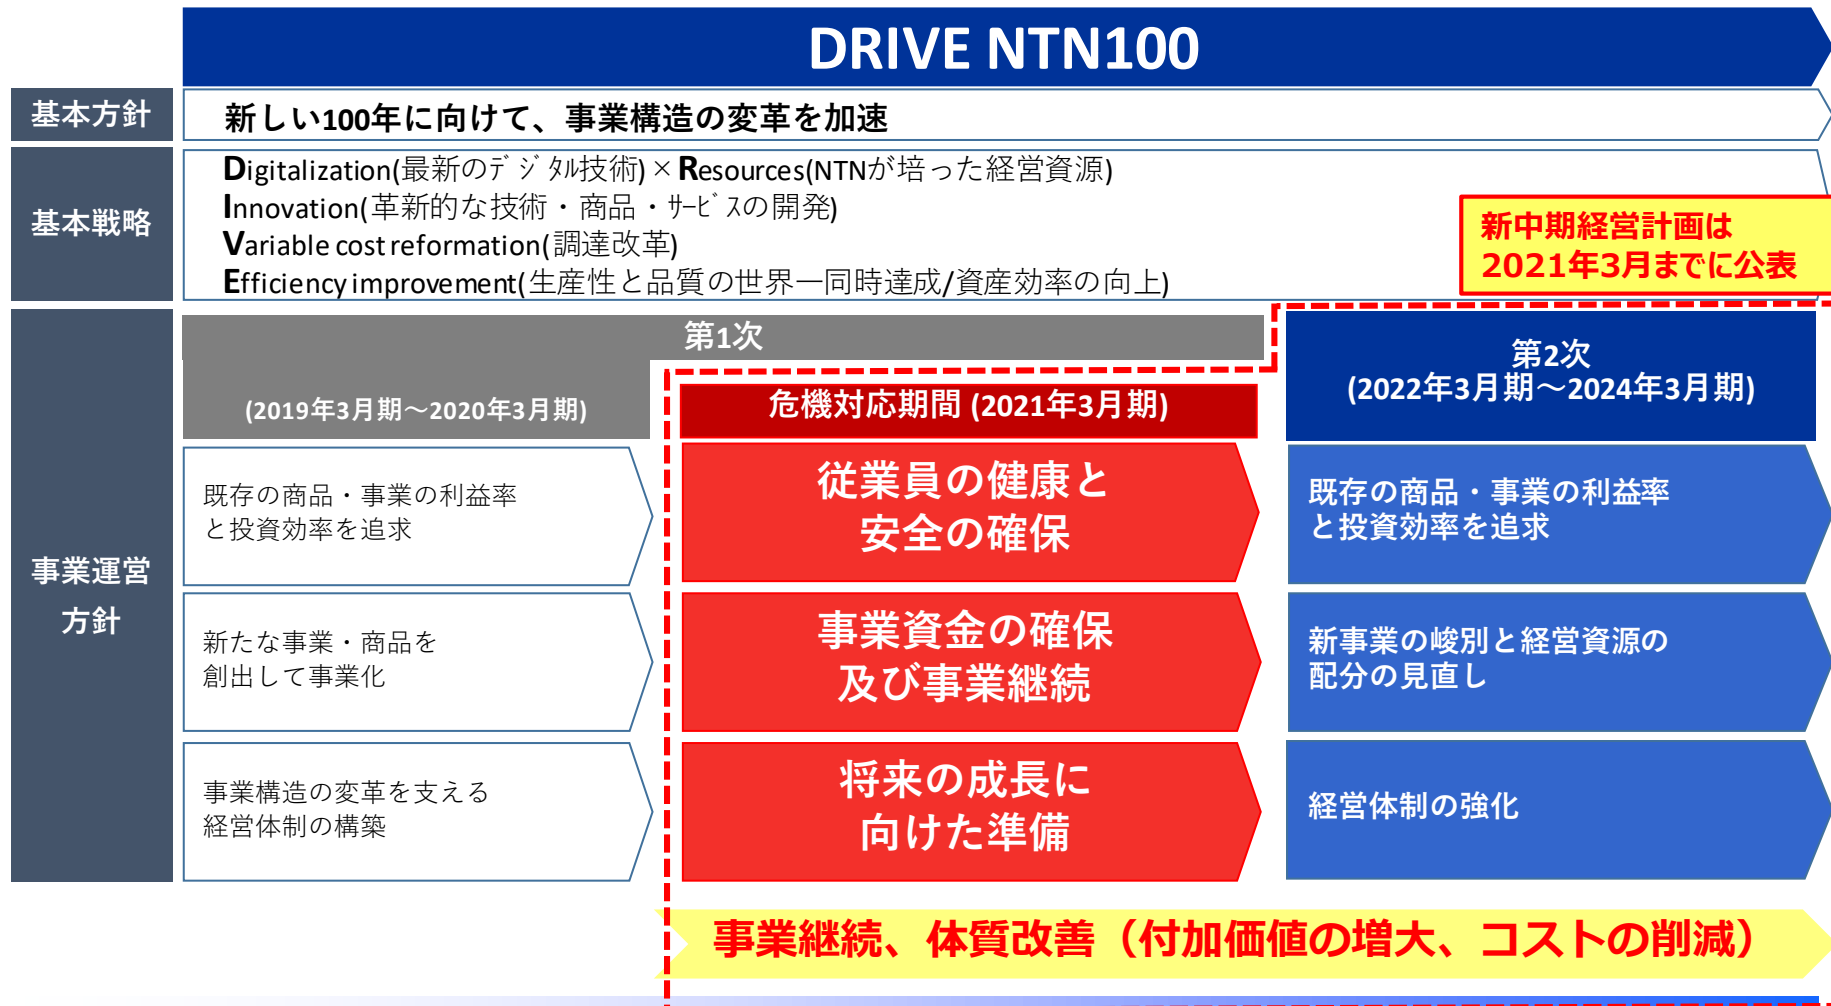 DRIVE NTN100
基本方針
新しい100年に向けて、事業構造の変革を加速
基本戦略
Digitalization(最新のﾃﾞｼﾞﾀﾙ技術)×Resources(NTNが培った経営資源)
Innovation(革新的な技術・商品・ｻｰﾋﾞｽの開発)
Variable cost reformation(調達改革)
Efficiency improvement(生産性と品質の世界一同時達成/資産効率の向上)
新中期経営計画は
2021年3月までに公表
事業運営
方針
第1次
(2019年3月期～2020年3月期)
危機対応期間 (2021年3月期)
第2次
(2022年3月期～2024年3月期)
既存の商品・事業の利益率
と投資効率を追求
従業員の健康と
安全の確保
既存の商品・事業の利益率
と投資効率を追求
新たな事業・商品を
創出して事業化
事業資金の確保
及び事業継続
新事業の峻別と経営資源の
配分の見直し
事業構造の変革を支える
経営体制の構築
将来の成長に
向けた準備
経営体制の強化
事業継続、体質改善（付加価値の増大、コストの削減）